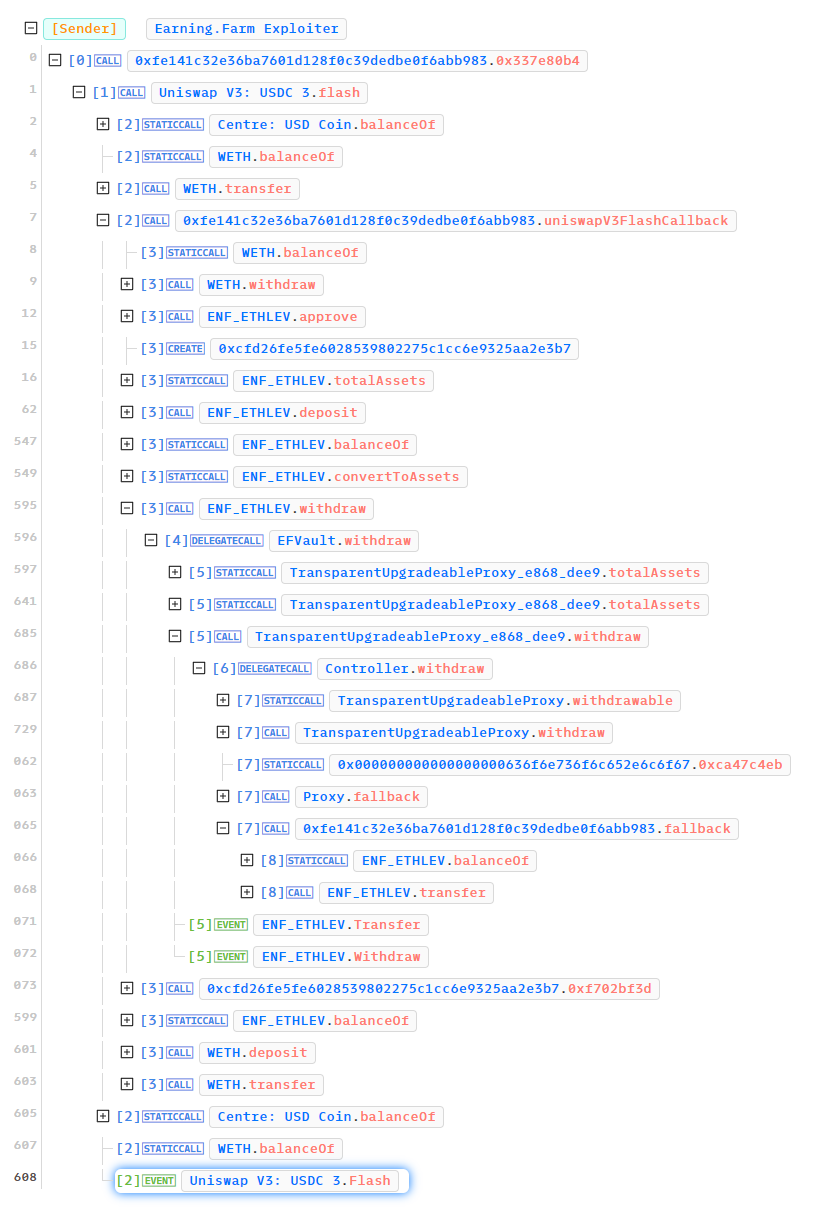 [Sender] Earning.Farm Exploiter
0 [0]CALL 0xfe141c32e36ba7601d128f0c39dedbe0f6abb983.0x337e80b4
1 [1]CALL Uniswap V3: USDC 3.flash
2 [2]STATICCALL Centre: USD Coin.balanceOf
4 [2]STATICCALL WETH.balanceOf
5 [2]CALL WETH.transfer
7 [2]CALL 0xfe141c32e36ba7601d128f0c39dedbe0f6abb983.uniswapV3FlashCallback
8 [3]STATICCALL WETH.balanceOf
9 [3]CALL WETH.withdraw
12 [3]CALL ENF_ETHLEV.approve
15 [3]CREATE 0xcfd26fe5fe6028539802275c1cc6e9325aa2e3b7
16 [3]STATICCALL ENF_ETHLEV.totalAssets
62 [3]CALL ENF_ETHLEV.deposit
547 [3]STATICCALL ENF_ETHLEV.balanceOf
549 [3]STATICCALL ENF_ETHLEV.convertToAssets
595 [3]CALL ENF_ETHLEV.withdraw
596 [4]DELEGATECALL EFVault.withdraw
597 [5]STATICCALL TransparentUpgradeableProxy_e868_dee9.totalAssets
641 [5]STATICCALL TransparentUpgradeableProxy_e868_dee9.totalAssets
685 [5]CALL TransparentUpgradeableProxy_e868_dee9.withdraw
686 [6]DELEGATECALL Controller.withdraw
687 [7]STATICCALL TransparentUpgradeableProxy.withdrawable
729 [7]CALL TransparentUpgradeableProxy.withdraw
062 [7]STATICCALL 0x000000000000000000636f6e736f6c652e6c6f67.0xca47c4eb
063 [7]CALL Proxy.fallback
065 [7]CALL 0xfe141c32e36ba7601d128f0c39dedbe0f6abb983.fallback
066 [8]STATICCALL ENF_ETHLEV.balanceOf
068 [8]CALL ENF_ETHLEV.transfer
071 [5]EVENT ENF_ETHLEV.Transfer
072 [5]EVENT ENF_ETHLEV.Withdraw
073 [3]CALL 0xcfd26fe5fe6028539802275c1cc6e9325aa2e3b7.0xf702bf3d
599 [3]STATICCALL ENF_ETHLEV.balanceOf
601 [3]CALL WETH.deposit
603 [3]CALL WETH.transfer
605 [2]STATICCALL Centre: USD Coin.balanceOf
607 [2]STATICCALL WETH.balanceOf
608 [2]EVENT Uniswap V3: USDC 3.Flash